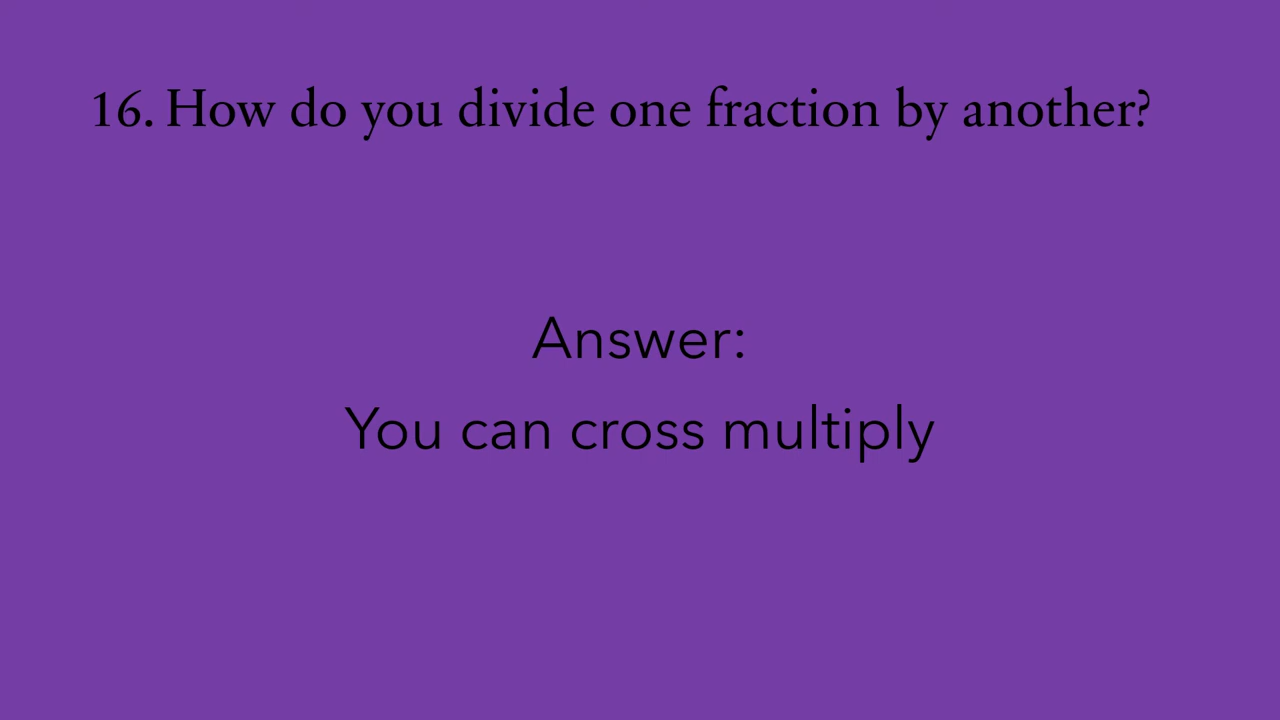 16. How do you divide one fraction by another?
Answer:
You can cross multiply